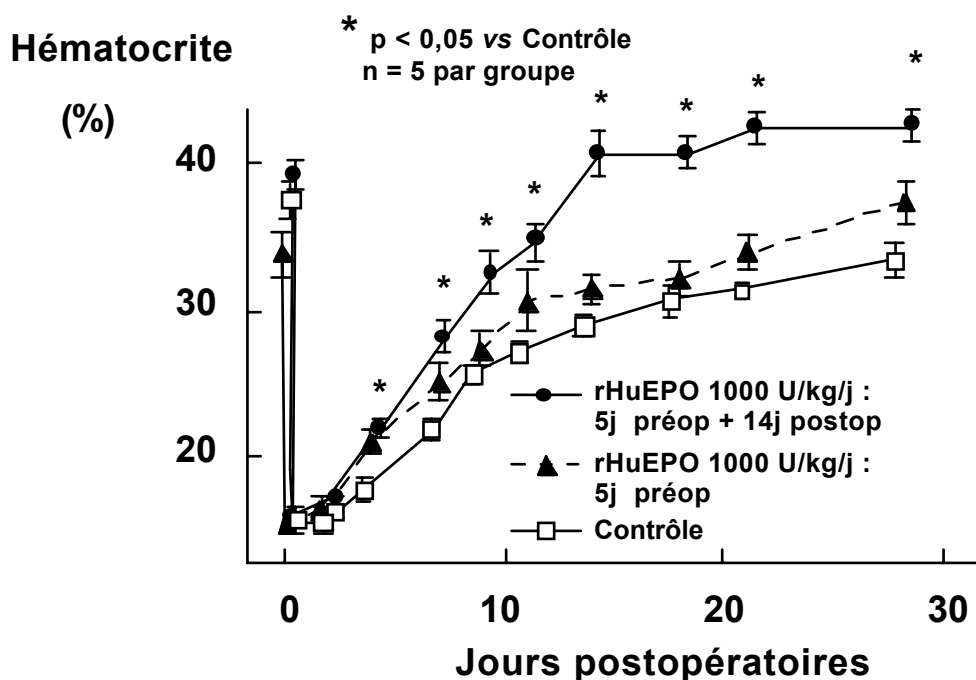 * p < 0,05 vs Contrôle
Hématocrite
n = 5 par groupe
(%)
* * * *
40
*
*
30
*
*
rHuEPO 1000 U/kg/j :
5j préop + 14j postop
20
rHuEPO 1000 U/kg/j :
5j préop
Contrôle
0 10 20 30
Jours postopératoires